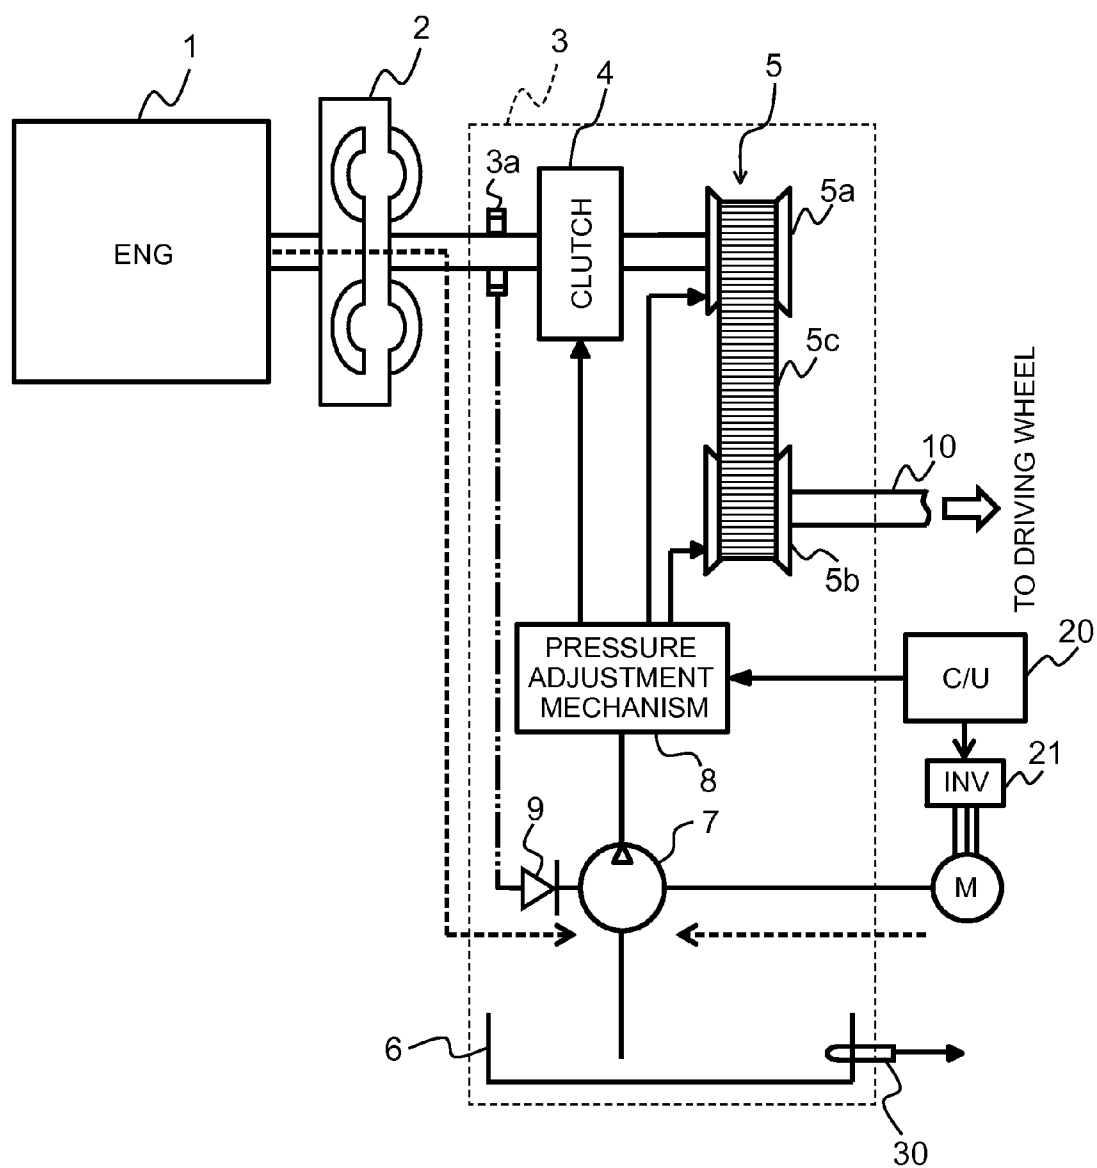 1
2
3
4
5
3a
5a
ENG
CLUTCH
5c
10
TO DRIVING WHEEL
5b
PRESSURE
ADJUSTMENT
MECHANISM
C/U
20
8
21
INV
9
7
M
6
30